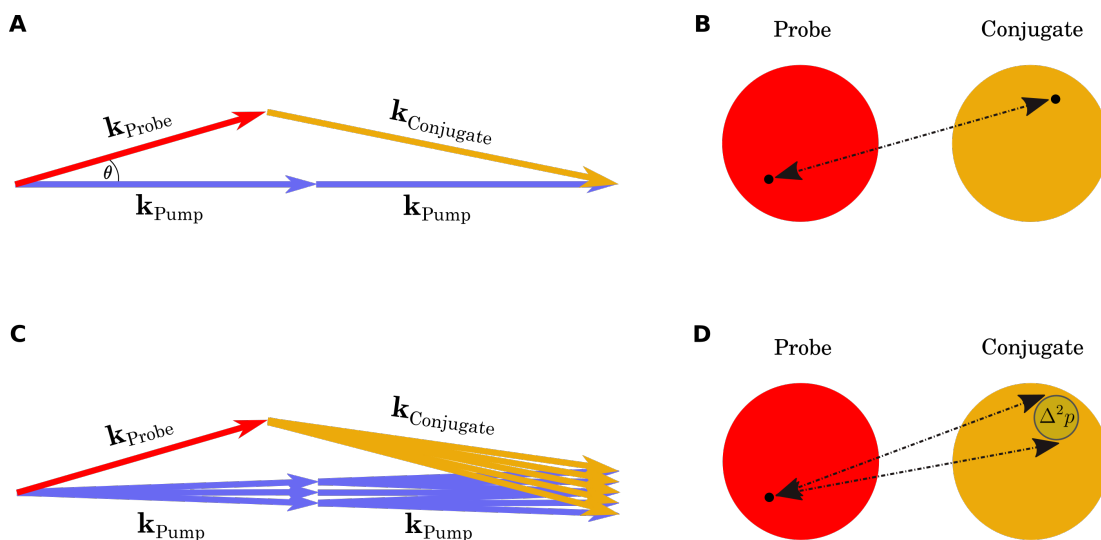 A
k_Probe
k_Conjugate
θ
k_Pump
k_Pump
B
Probe
Conjugate
C
k_Probe
k_Conjugate
k_Pump
k_Pump
D
Probe
Conjugate
Δ²p